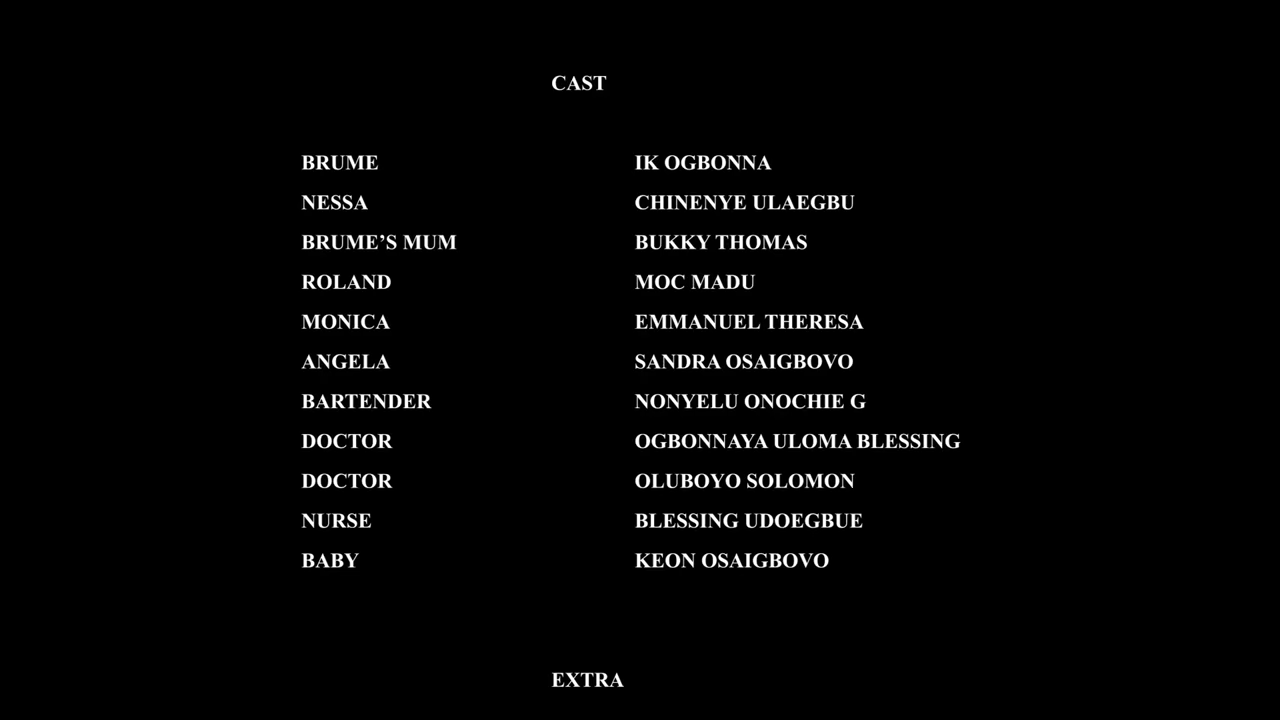 CAST
BRUME IK OGBONNA
NESSA CHINENYE ULAEGBU
BRUME’S MUM BUKKY THOMAS
ROLAND MOC MADU
MONICA EMMANUEL THERESA
ANGELA SANDRA OSAIGBOVO
BARTENDER NONYELU ONOCHIE G
DOCTOR OGBONNAYA ULOMA BLESSING
DOCTOR OLUBOYO SOLOMON
NURSE BLESSING UDOEGBUE
BABY KEON OSAIGBOVO
EXTRA